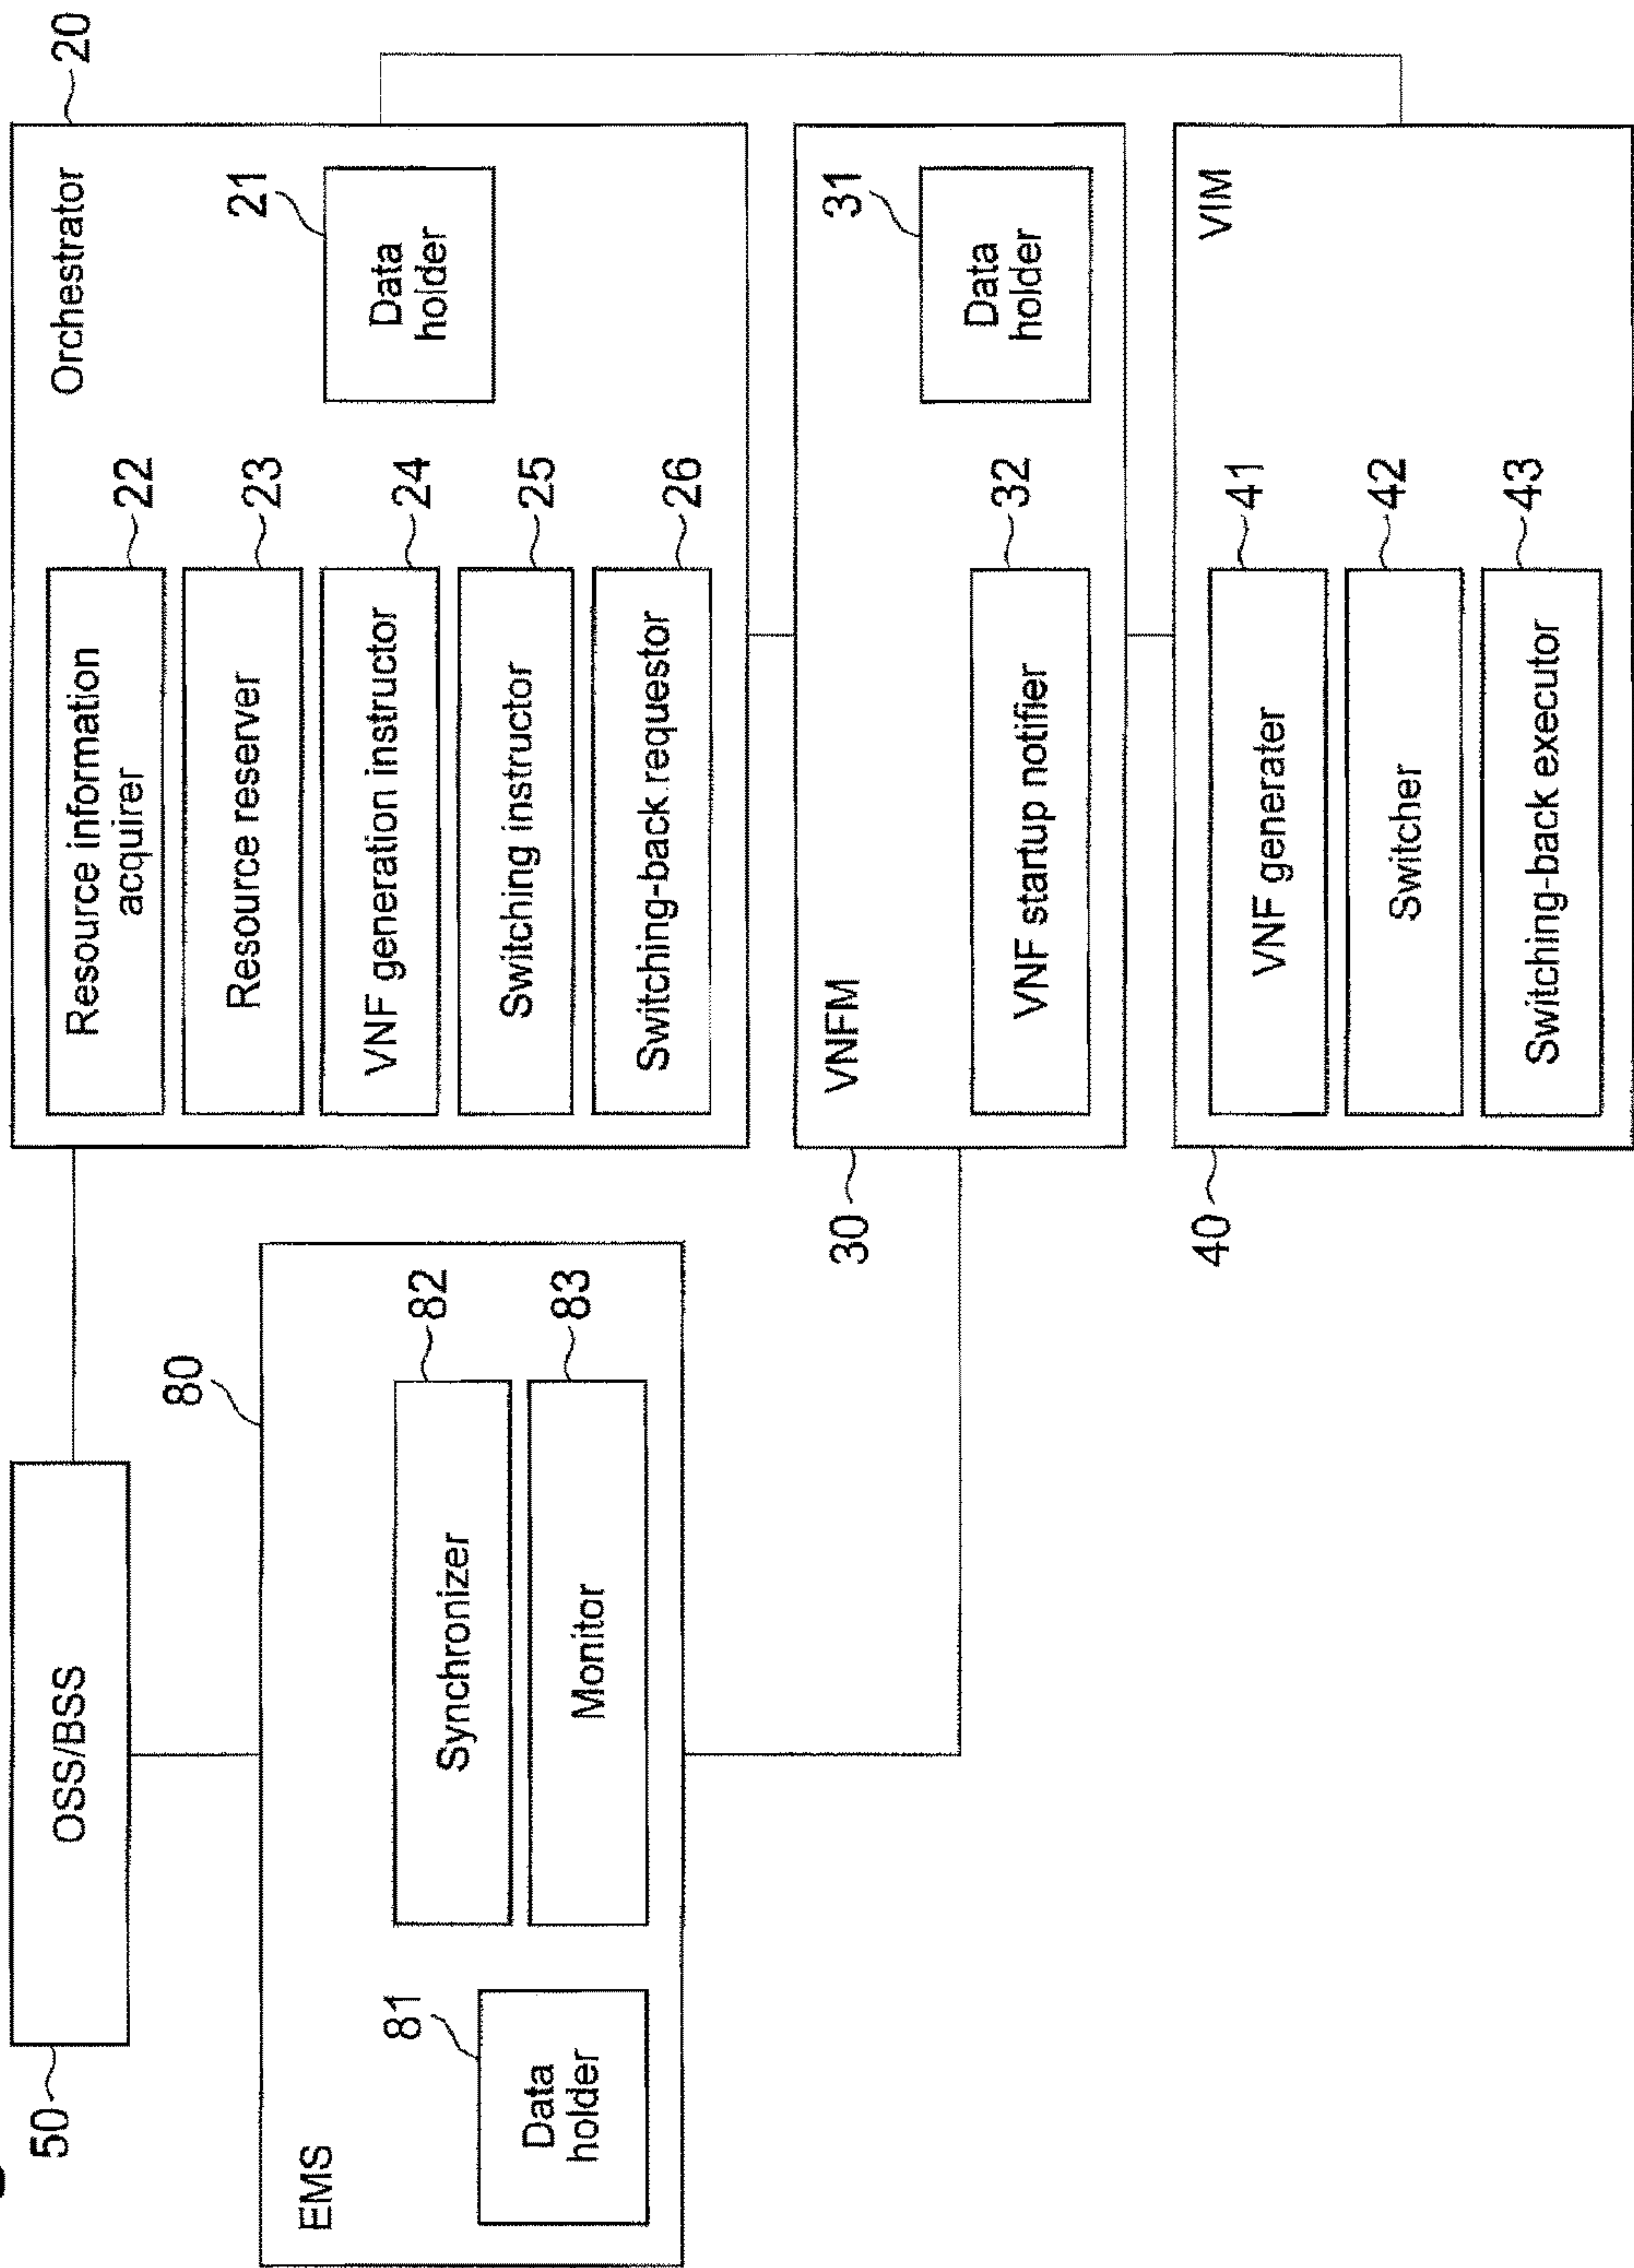 50
OSS/BSS
80
EMS
81
Data
holder
82
Synchronizer
83
Monitor
20
Orchestrator
21
Data
holder
22
Resource information
acquirer
23
Resource reserver
24
VNF generation instructor
25
Switching instructor
26
Switching-back requestor
30
VNFM
31
Data
holder
32
VNF startup notifier
40
VIM
41
VNF generater
42
Switcher
43
Switching-back executor